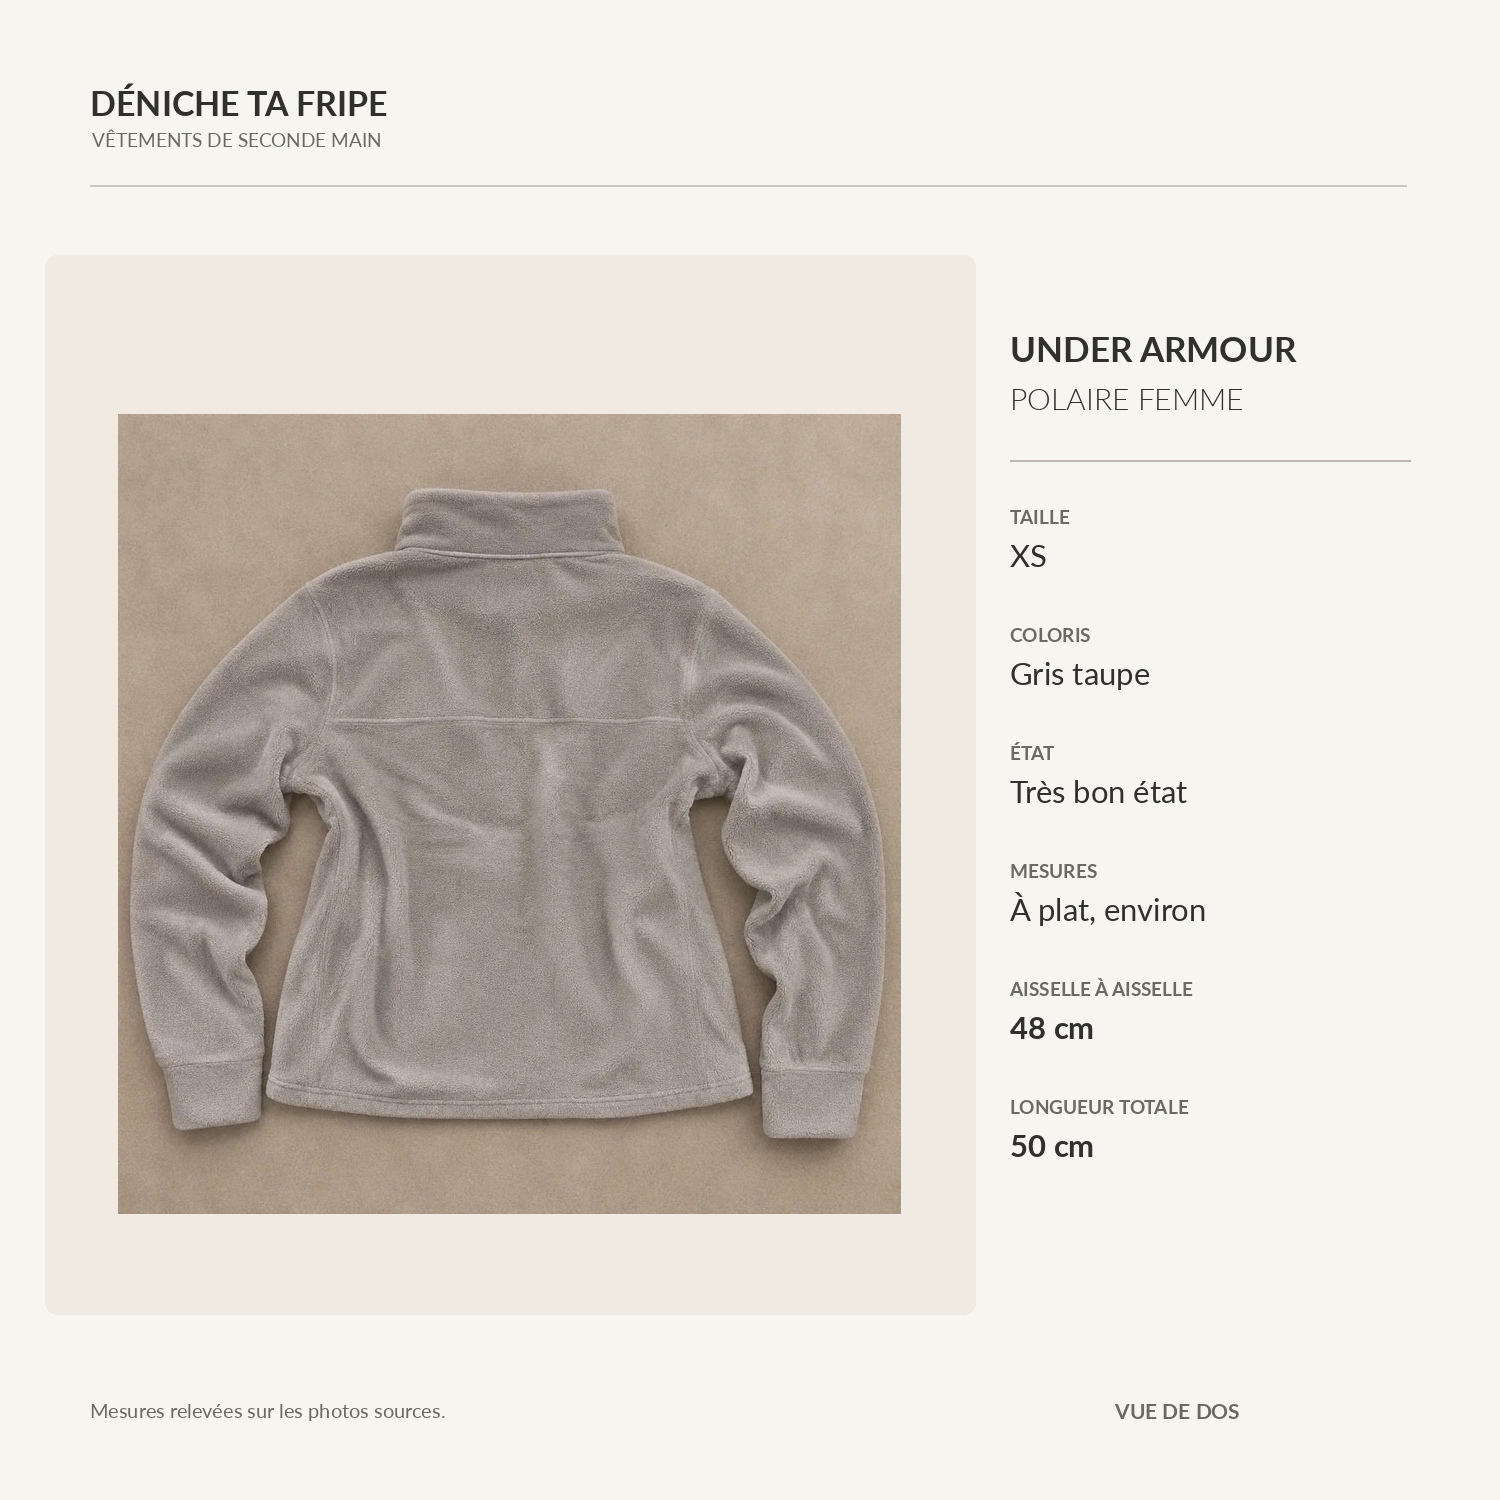 DÉNICHE TA FRIPE
VÊTEMENTS DE SECONDE MAIN
UNDER ARMOUR
POLAIRE FEMME
TAILLE
XS
COLORIS
Gris taupe
ÉTAT
Très bon état
MESURES
À plat, environ
AISSELLE À AISSELLE
48 cm
LONGUEUR TOTALE
50 cm
Mesures relevées sur les photos sources.
VUE DE DOS